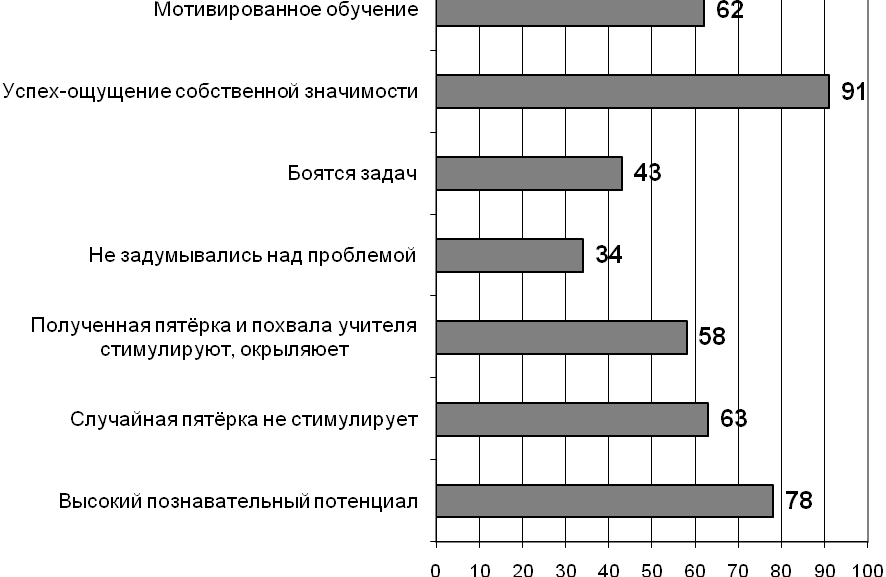 Мотивированное обучение 62
Успех-ощущение собственной значимости 91
Боятся задач 43
Не задумывались над проблемой 34
Полученная пятёрка и похвала учителя
стимулируют, окрыляюет 58
Случайная пятёрка не стимулирует 63
Высокий познавательный потенциал 78
0 10 20 30 40 50 60 70 80 90 100